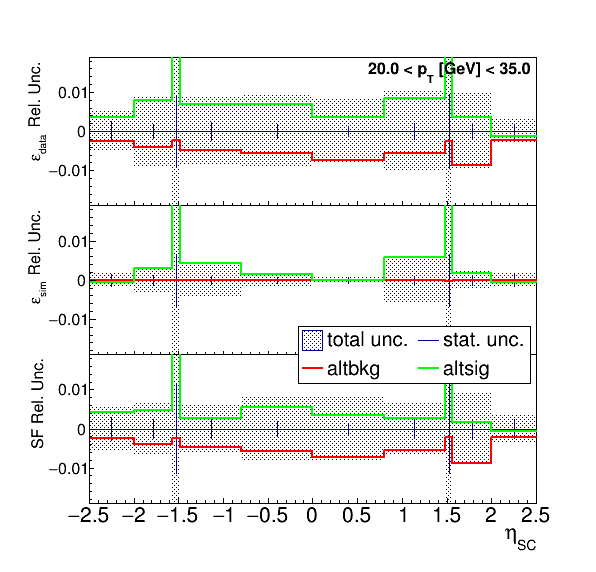 20.0 < p_T [GeV] < 35.0
ε_data Rel. Unc.
0.01
0
−0.01
ε_sim Rel. Unc.
0.01
0
−0.01
total unc. stat. unc.
altbkg altsig
SF Rel. Unc.
0.01
0
−0.01
−2.5 −2 −1.5 −1 −0.5 0 0.5 1 1.5 2 2.5
η_SC